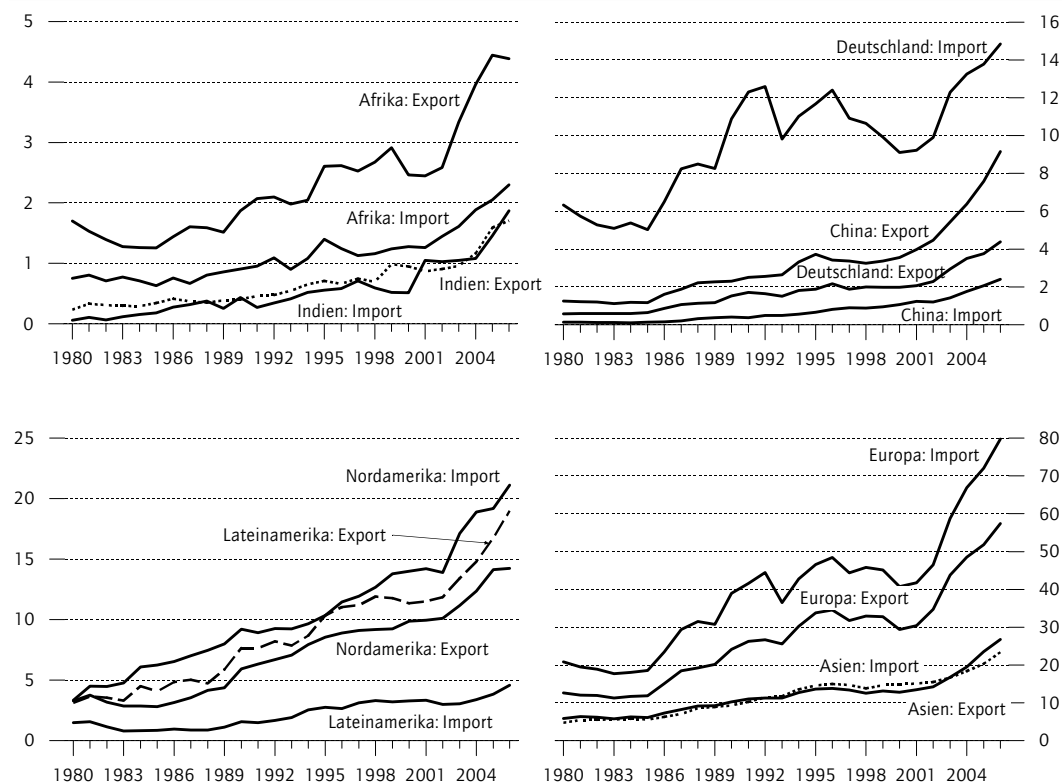 5
4
3
2
1
0
Afrika: Export
Afrika: Import
Indien: Export
Indien: Import
1980 1983 1986 1989 1992 1995 1998 2001 2004
16
14
12
10
8
6
4
2
0
Deutschland: Import
China: Export
Deutschland: Export
China: Import
1980 1983 1986 1989 1992 1995 1998 2001 2004
25
20
15
10
5
0
Nordamerika: Import
Lateinamerika: Export
Nordamerika: Export
Lateinamerika: Import
1980 1983 1986 1989 1992 1995 1998 2001 2004
80
70
60
50
40
30
20
10
0
Europa: Import
Europa: Export
Asien: Import
Asien: Export
1980 1983 1986 1989 1992 1995 1998 2001 2004